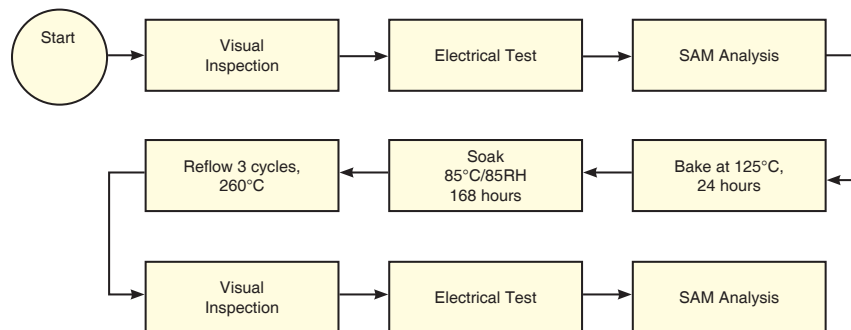 Start
Visual
Inspection
Electrical Test
SAM Analysis
Bake at 125°C,
24 hours
Soak
85°C/85RH
168 hours
Reflow 3 cycles,
260°C
Visual
Inspection
Electrical Test
SAM Analysis